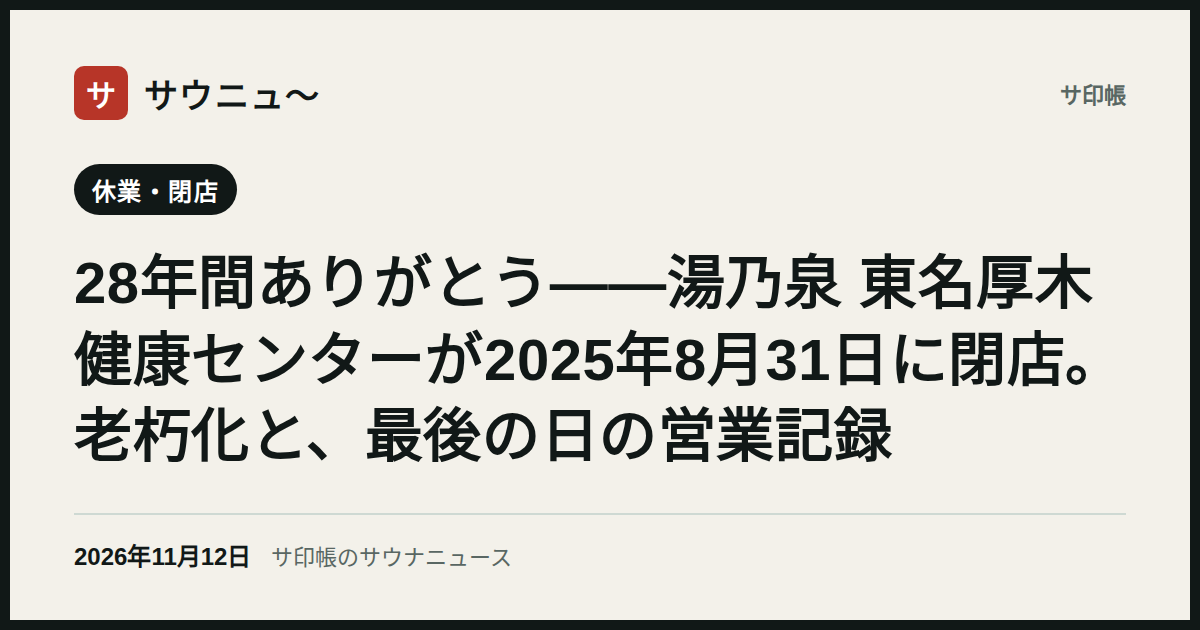 サ サウニュ〜
サ印帳
休業・閉店
28年間ありがとう——湯乃泉 東名厚木
健康センターが2025年8月31日に閉店。
老朽化と、最後の日の営業記録
2026年11月12日 サ印帳のサウナニュース